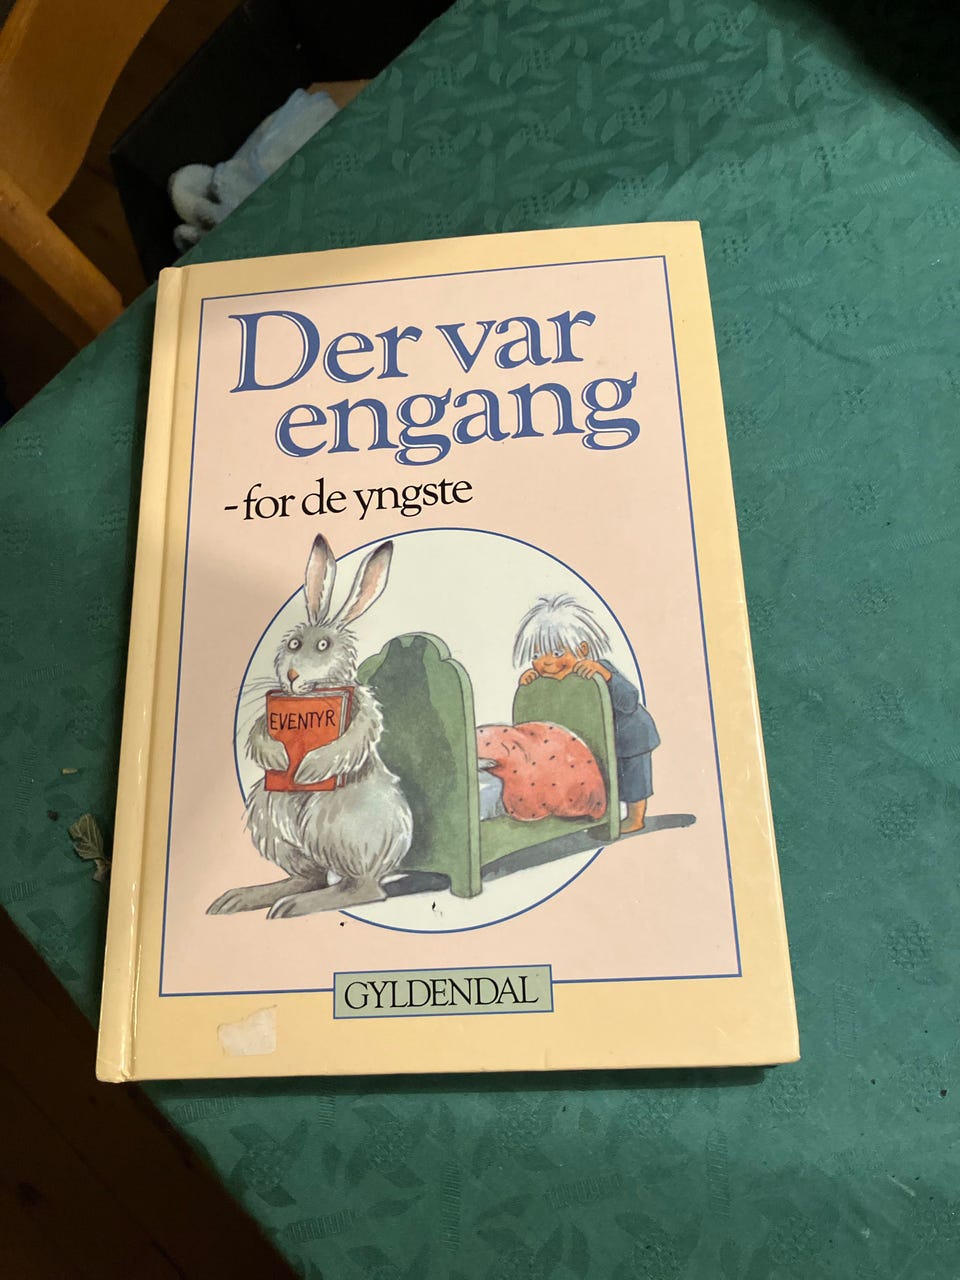 Der var
engang
-for de yngste
EVENTYR
GYLDENDAL